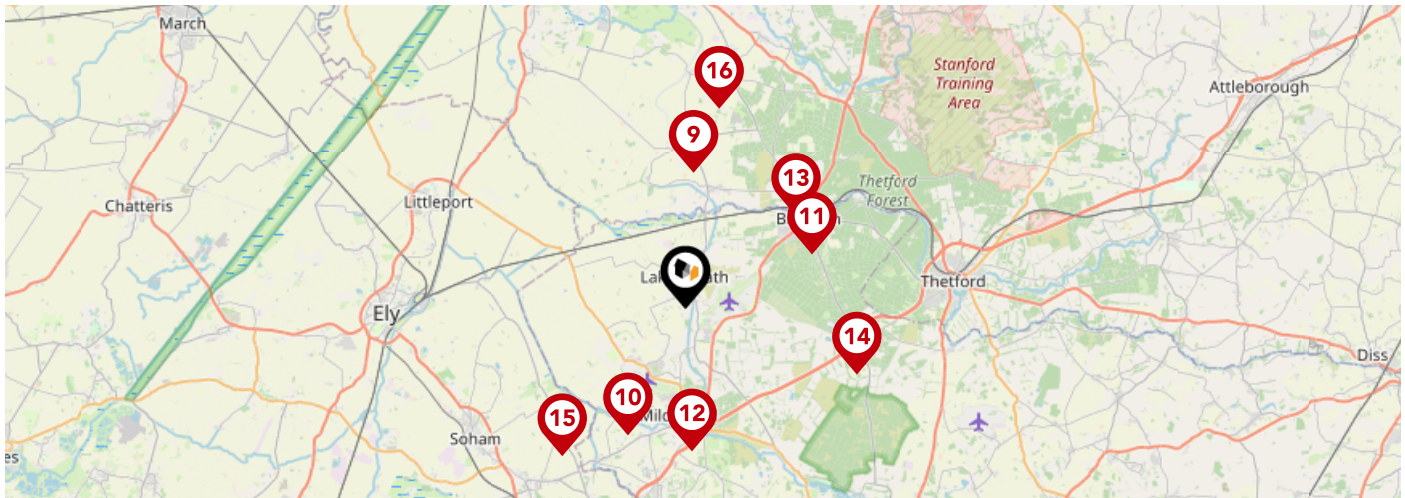 March
16
Stanford
Training
Area
Attleborough
9
13
Thetford
Forest
Chatteris
Littleport
11
Thetford
Ely
14
Diss
10
12
15
Soham
es